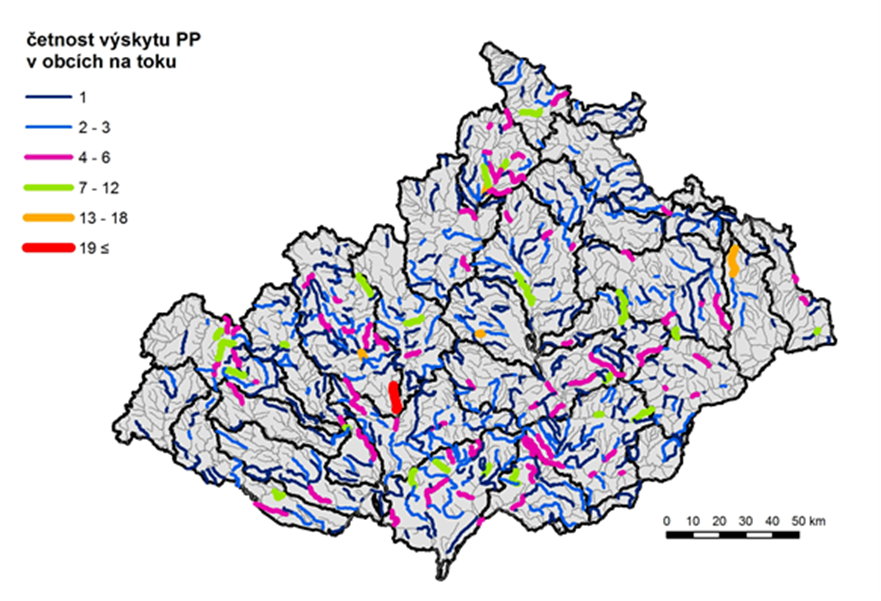 četnost výskytu PP
v obcích na toku
1
2 - 3
4 - 6
7 - 12
13 - 18
19 ≤
0 10 20 30 40 50 km